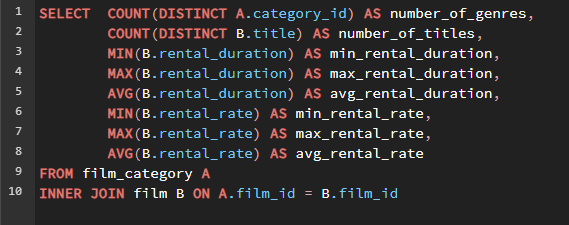 1 SELECT  COUNT(DISTINCT A.category_id) AS number_of_genres,
2         COUNT(DISTINCT B.title) AS number_of_titles,
3         MIN(B.rental_duration) AS min_rental_duration,
4         MAX(B.rental_duration) AS max_rental_duration,
5         AVG(B.rental_duration) AS avg_rental_duration,
6         MIN(B.rental_rate) AS min_rental_rate,
7         MAX(B.rental_rate) AS max_rental_rate,
8         AVG(B.rental_rate) AS avg_rental_rate
9 FROM film_category A
10 INNER JOIN film B ON A.film_id = B.film_id